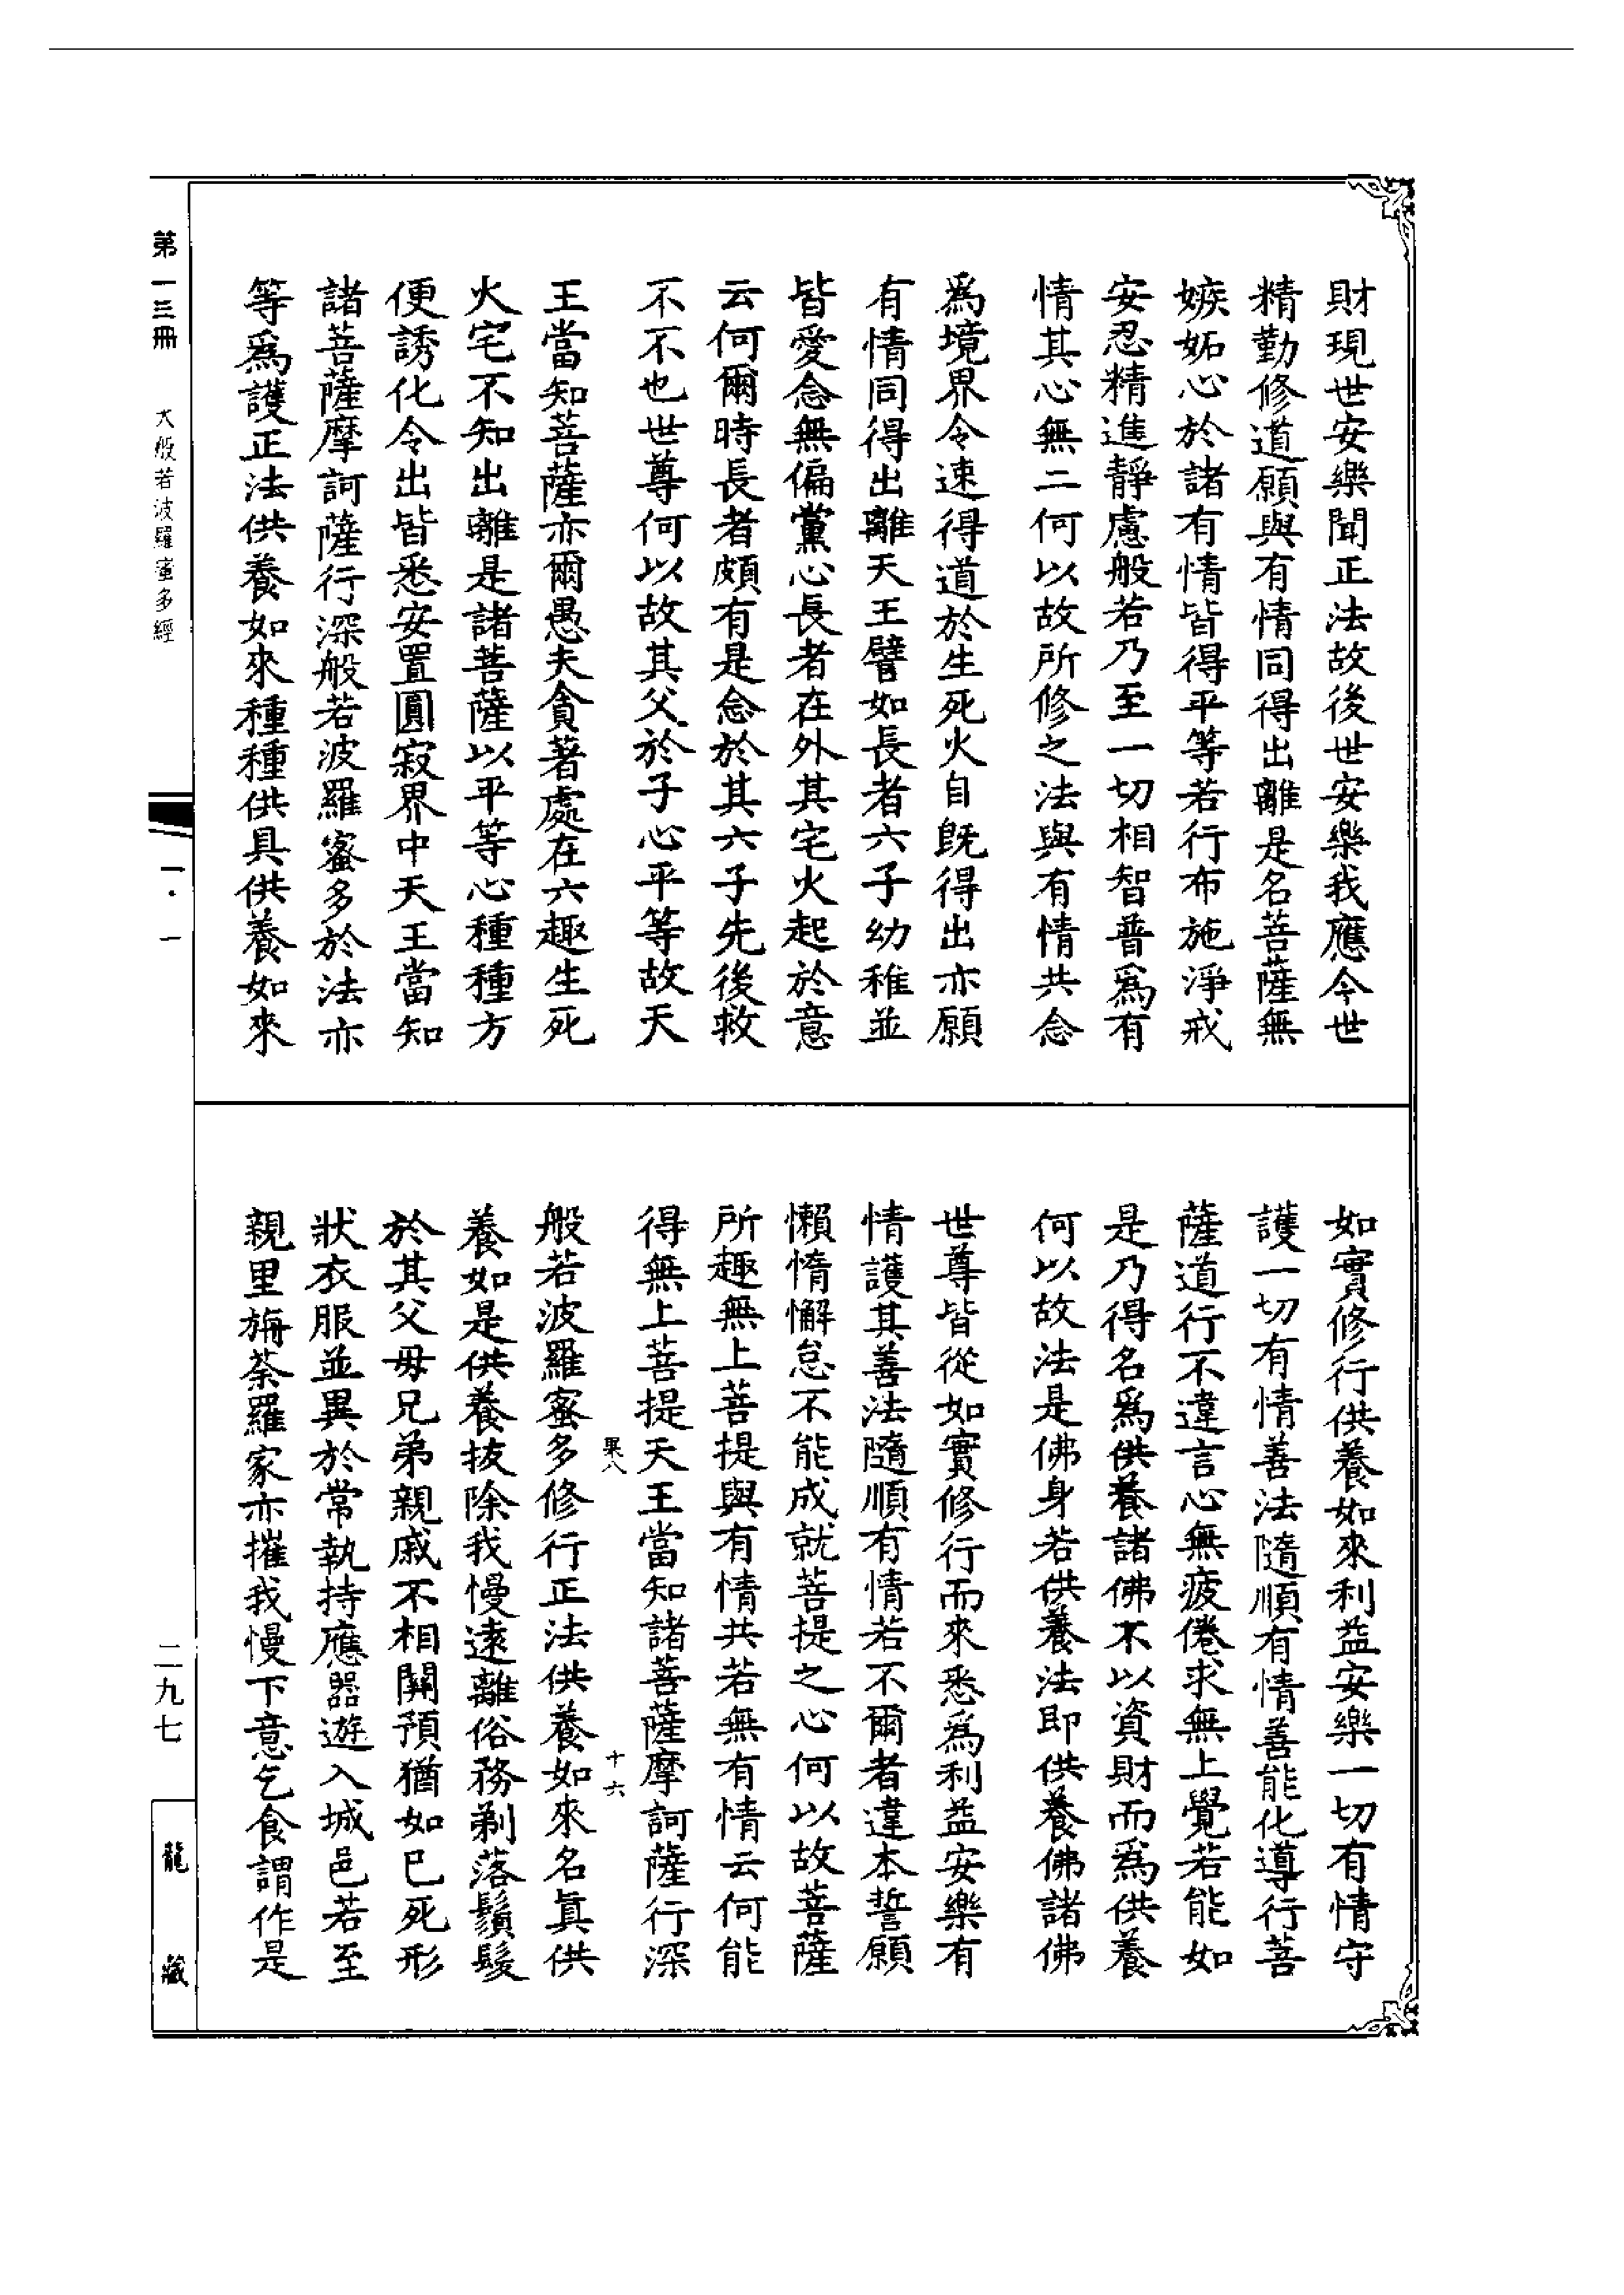 財現世安樂聞正法故後世安樂我應令世
精勤修道願與有情同得出離是名菩薩無
嫉妬心於諸有情皆得平等若行布施淨戒
安忍精進靜慮般若乃至一切相智普爲有
情其心無二何以故所修之法與有情共念
爲境界令速得道於生死火自旣得出亦願
有情同得出離天王譬如長者六子幼稚並
皆愛念無偏黨心長者在外其宅火起於意
云何爾時長者頗有是念於其六子先後救
不不也世尊何以故其父於子心平等故天
王當知菩薩亦爾愚夫貪著處在六趣生死
火宅不知出離是諸菩薩以平等心種種方
便誘化令出皆悉安置圓寂界中天王當知
諸菩薩摩訶薩行深般若波羅蜜多於法亦
等爲護正法供養如來種種供具供養如來
如實修行供養如來利益安樂一切有情守
護一切有情善法隨順有情善能化導行菩
薩道行不違言心無疲倦求無上覺若能如
是乃得名爲供養諸佛不以資財而爲供養
何以故法是佛身若供養法即供養佛諸佛
世尊皆從如實修行而來悉爲利益安樂有
情護其善法隨順有情若不爾者違本誓願
懶惰懈怠不能成就菩提之心何以故菩薩
所趣無上菩提與有情共若無有情云何能
得無上菩提天王當知諸菩薩摩訶薩行深
果八 十六
般若波羅蜜多修行正法供養如來名眞供
養如是供養拔除我慢遠離俗務剃落鬚髮
於其父母兄弟親戚不相關預猶如已死形
狀衣服並異於常執持應器遊入城邑若至
親里旃荼羅家亦摧我慢下意乞食謂作是
第一三冊 大般若波羅蜜多經
一·一
二九七
龍藏